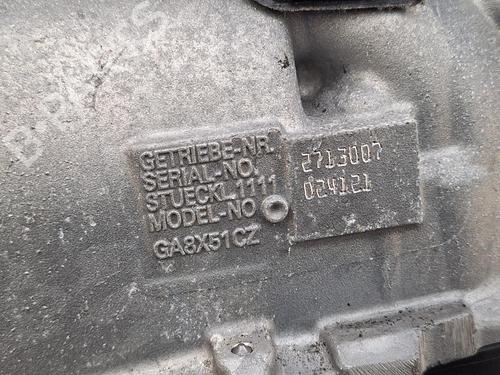 GETRIEBE-NR.
SERIAL-NO.
STUECKL.1111
MODEL-NO
GA8X51CZ
2713007
024121